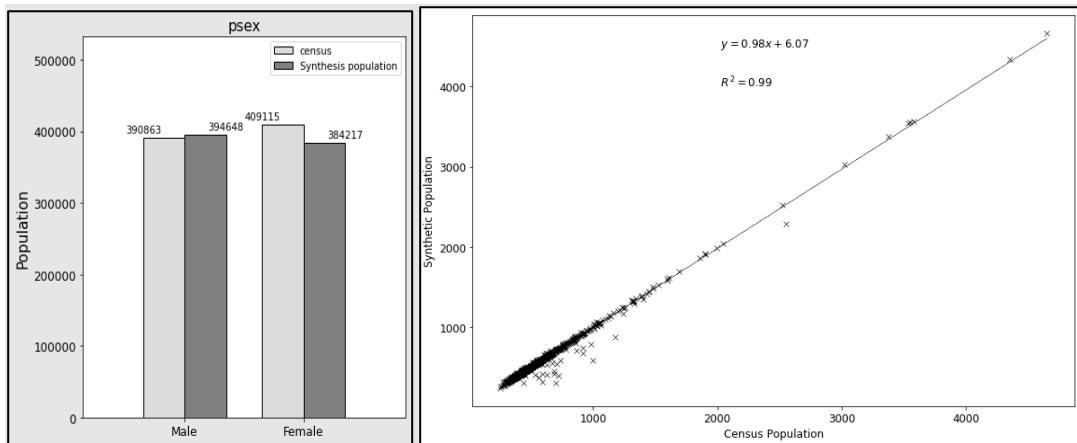 psex
census
Synthesis population
Population
500000
400000
300000
200000
100000
0
390863
394648
409115
384217
Male
Female
y = 0.98x + 6.07
R² = 0.99
Synthetic Population
4000
3000
2000
1000
1000
2000
3000
4000
Census Population